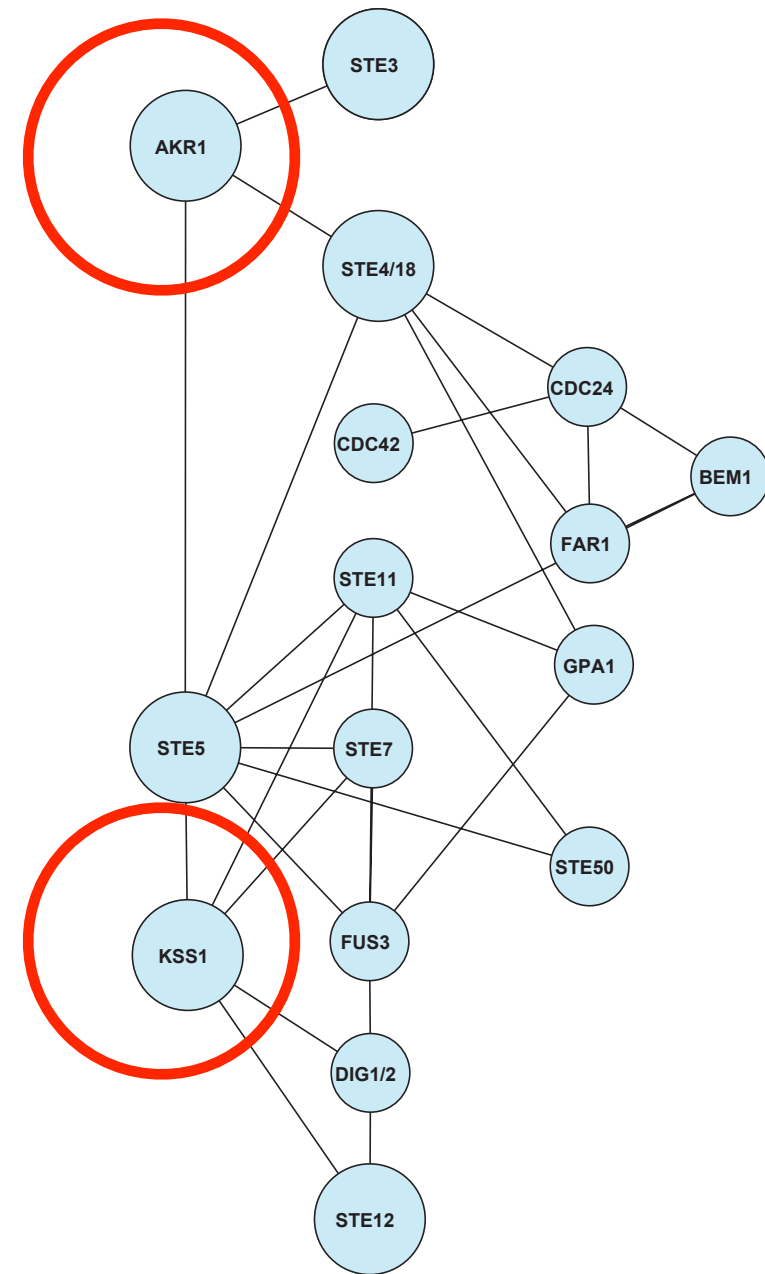 STE3
AKR1
STE4/18
CDC24
CDC42
BEM1
FAR1
STE11
GPA1
STE5
STE7
STE50
FUS3
KSS1
DIG1/2
STE12